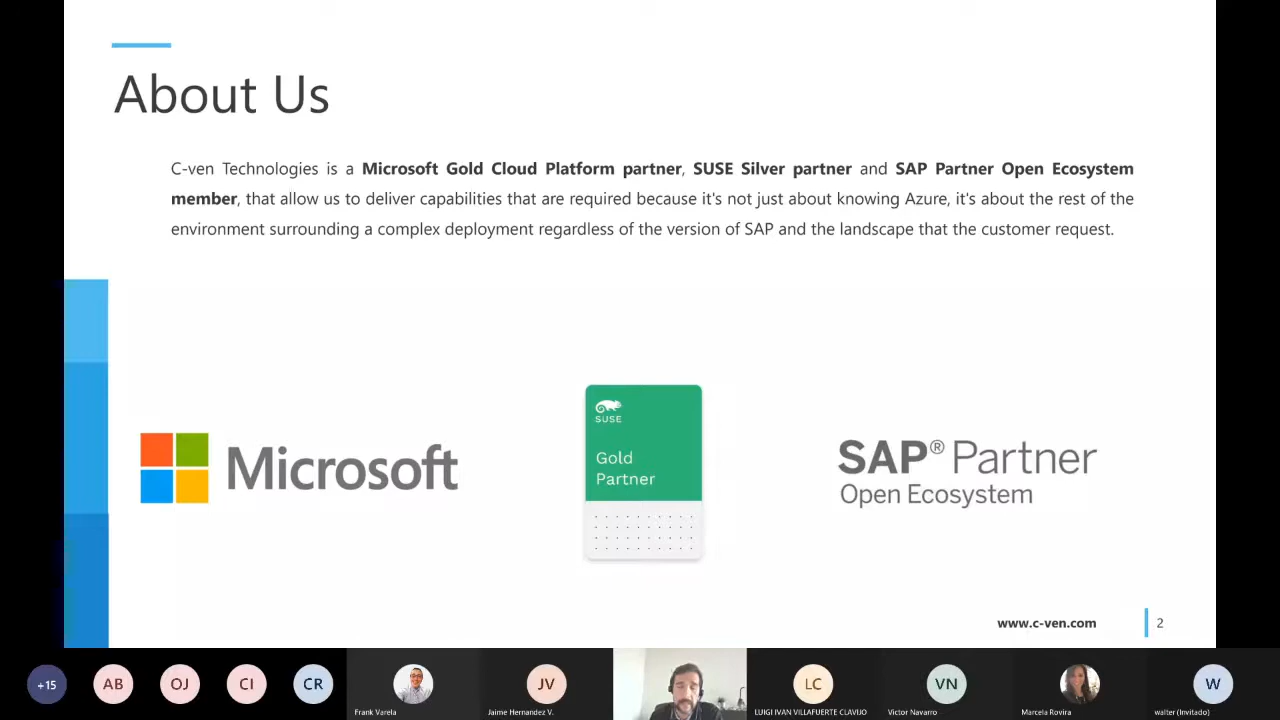 About Us
C-ven Technologies is a Microsoft Gold Cloud Platform partner, SUSE Silver partner and SAP Partner Open Ecosystem
member, that allow us to deliver capabilities that are required because it's not just about knowing Azure, it's about the rest of the
environment surrounding a complex deployment regardless of the version of SAP and the landscape that the customer request.
Microsoft
SUSE
Gold
Partner
SAP® Partner
Open Ecosystem
www.c-ven.com
2
+15
AB
OJ
CI
CR
Frank Varela
JV
Jaime Hernandez V.
LC
LUIGI IVAN VILLAFUERTE CLAVIJO
VN
Victor Navarro
Marcela Rovira
W
walter (Invitado)